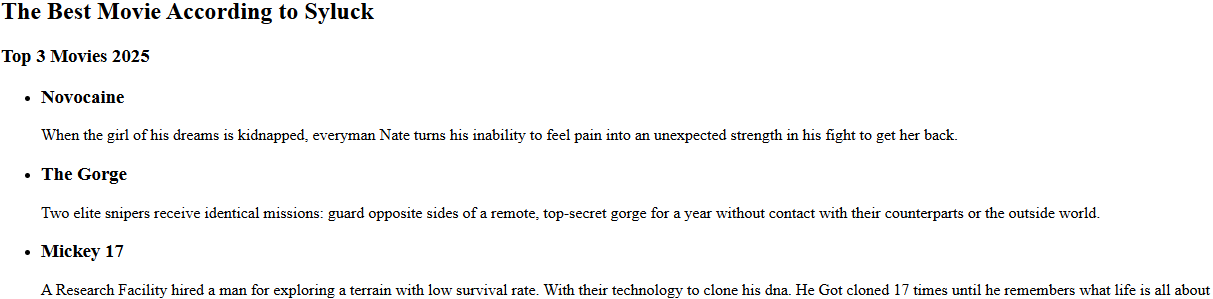 The Best Movie According to Syluck
Top 3 Movies 2025
Novocaine
When the girl of his dreams is kidnapped, everyman Nate turns his inability to feel pain into an unexpected strength in his fight to get her back.
The Gorge
Two elite snipers receive identical missions: guard opposite sides of a remote, top-secret gorge for a year without contact with their counterparts or the outside world.
Mickey 17
A Research Facility hired a man for exploring a terrain with low survival rate. With their technology to clone his dna. He Got cloned 17 times until he remembers what life is all about